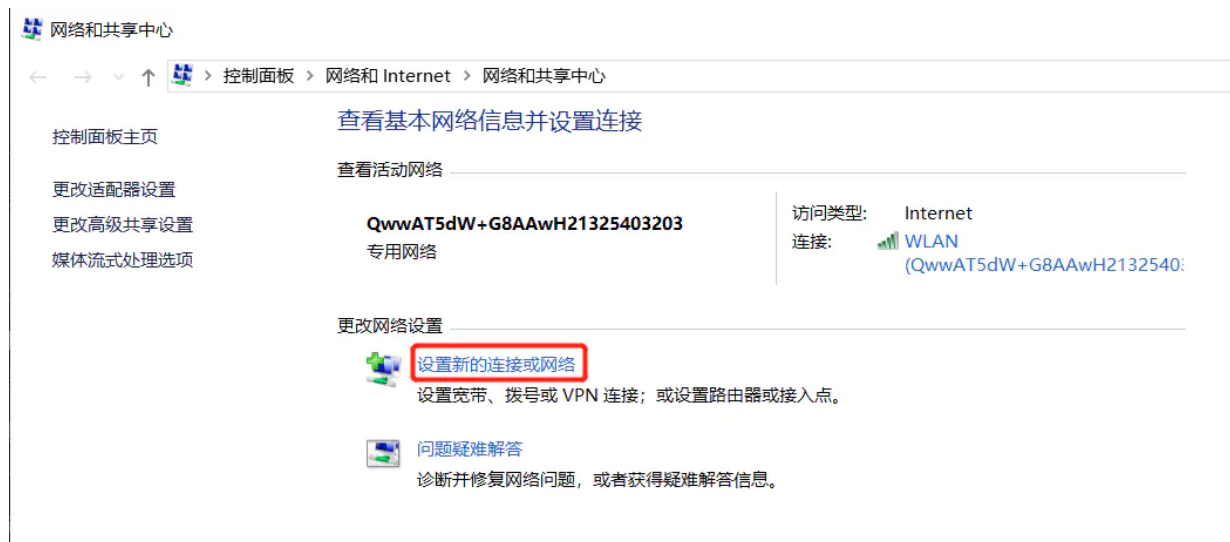 网络和共享中心
控制面板 > 网络和 Internet > 网络和共享中心
控制面板主页
更改适配器设置
更改高级共享设置
媒体流式处理选项
查看基本网络信息并设置连接
查看活动网络
QwwAT5dW+G8AAwH21325403203
专用网络
访问类型: Internet
连接: WLAN
(QwwAT5dW+G8AAwH2132540
更改网络设置
设置新的连接或网络
设置宽带、拨号或 VPN 连接；或设置路由器或接入点。
问题疑难解答
诊断并修复网络问题，或者获得疑难解答信息。